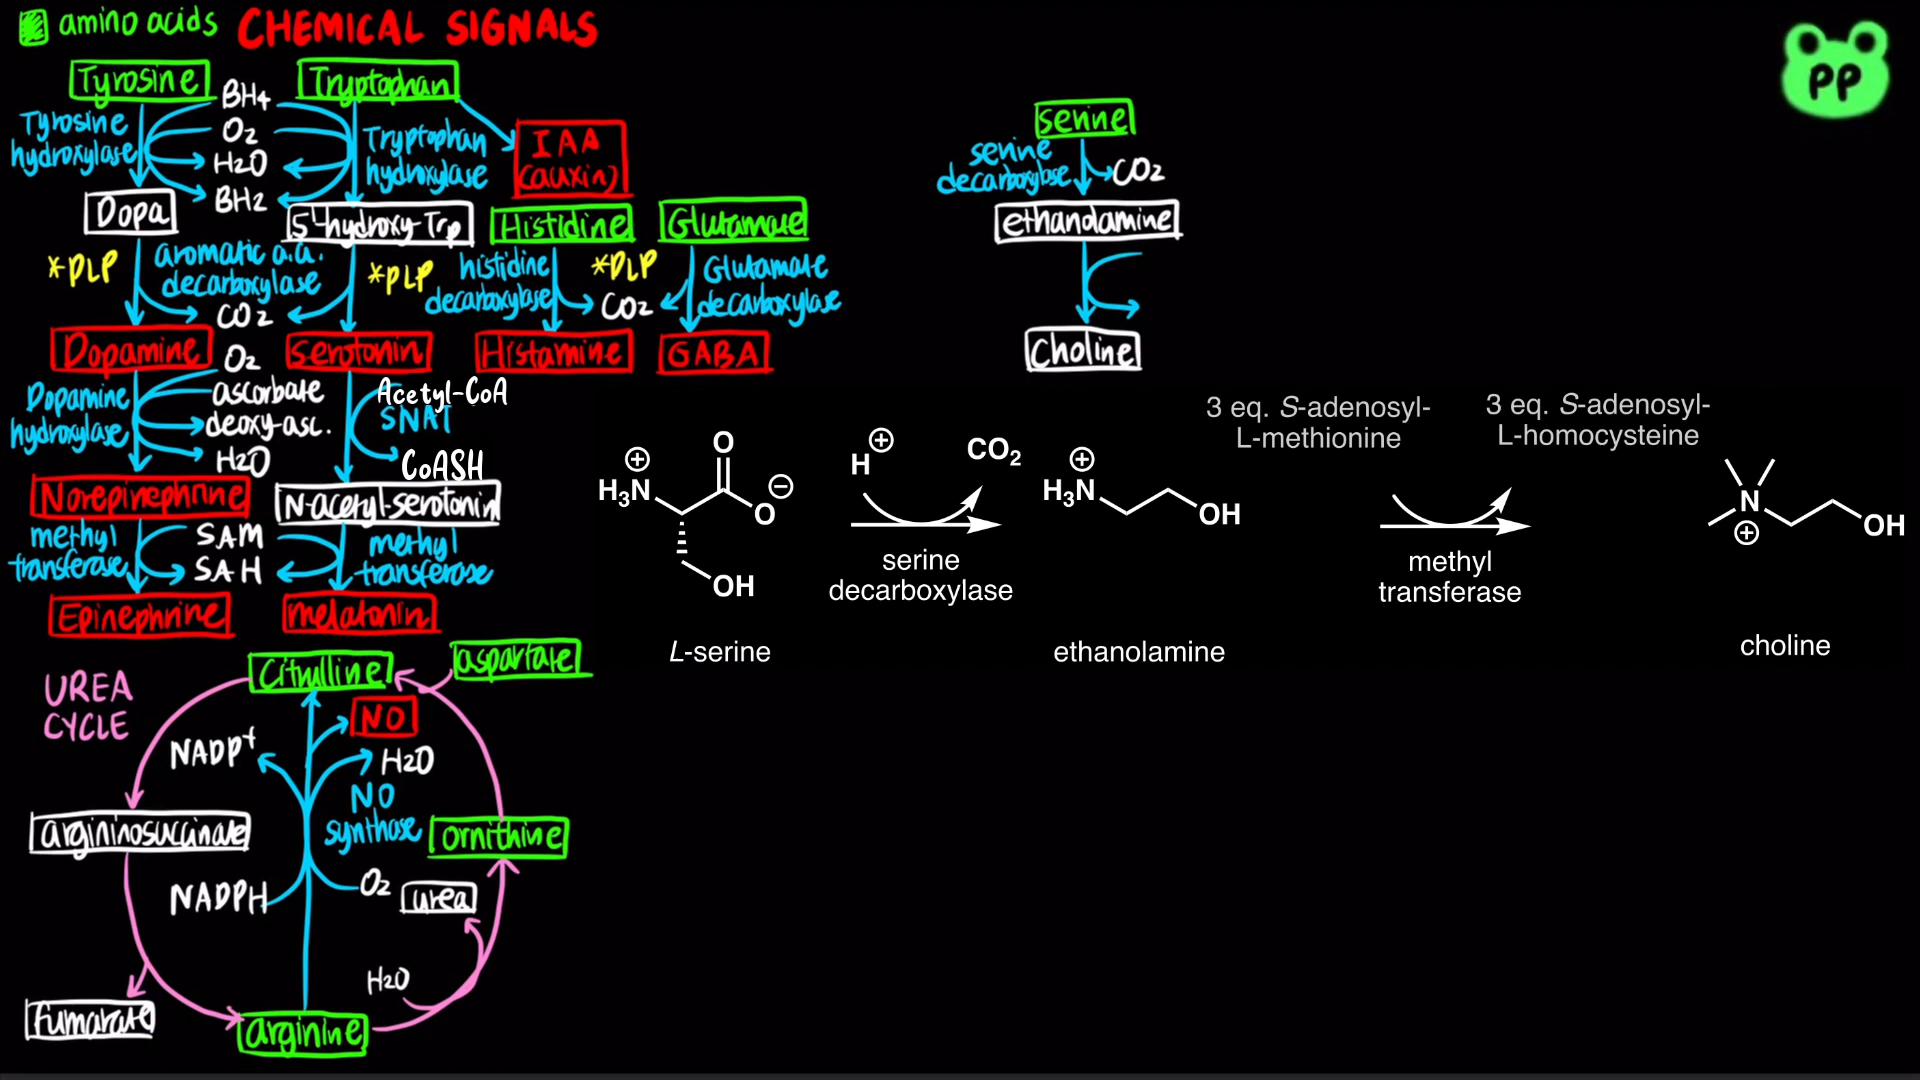 amino acids CHEMICAL SIGNALS
PP
Tyrosine
Tryptophan
BH4
O2
H2O
BH2
Tyrosine
hydroxylase
Tryptophan
hydroxylase
IAA
(auxin)
Dopa
5-hydroxy-Trp
Histidine
Glutamate
*PLP
aromatic a.a.
decarboxylase
CO2
*PLP
histidine
decarboxylase
*PLP
CO2
Glutamate
decarboxylase
Dopamine
serotonin
Histamine
GABA
Dopamine
hydroxylase
O2
ascorbate
deoxy-asc.
H2O
Acetyl-CoA
SNAT
CoASH
Norepinephrine
N-acetyl-serotonin
methyl
transferase
SAM
SAH
methyl
transferase
Epinephrine
melatonin
UREA
CYCLE
Citrulline
aspartate
NO
H2O
NADP+
NO
synthase
argininosuccinate
ornithine
NADPH
O2
urea
H2O
fumarate
arginine
serine
serine
decarboxylase
CO2
ethanolamine
Choline
H3N
+
O
O
−
OH
L-serine
H
+
CO2
serine
decarboxylase
H3N
+
OH
ethanolamine
3 eq. S-adenosyl-
L-methionine
3 eq. S-adenosyl-
L-homocysteine
methyl
transferase
N
+
OH
choline